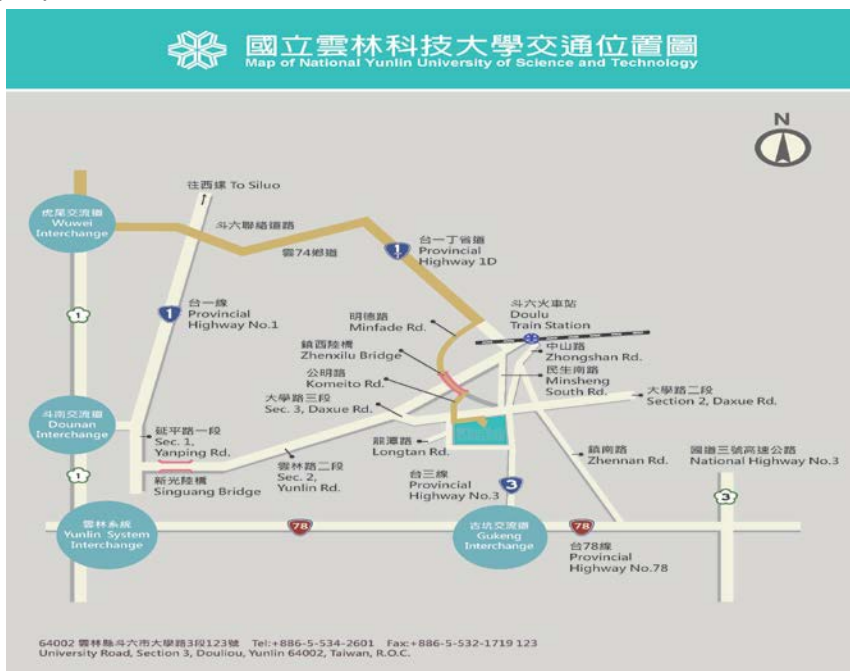 國立雲林科技大學交通位置圖
Map of National Yunlin University of Science and Technology
N
往西螺 To Siluo
虎尾交流道
Wuwei
Interchange
斗六聯絡道路
雲74鄉道
1
台一丁省道
Provincial
Highway 1D
1
1
台一線
Provincial
Highway No.1
明德路
Minfade Rd.
斗六火車站
Doulu
Train Station
鎮西陸橋
Zhenxilu Bridge
中山路
Zhongshan Rd.
公明路
Komeito Rd.
民生南路
Minsheng
South Rd.
大學路三段
Sec. 3, Daxue Rd.
大學路二段
Section 2, Daxue Rd.
斗南交流道
Dounan
Interchange
延平路一段
Sec. 1,
Yanping Rd.
龍潭路
Longtan Rd.
鎮南路
Zhennan Rd.
國道三號高速公路
National Highway No.3
1
新光陸橋
Singuang Bridge
雲林路二段
Sec. 2,
Yunlin Rd.
台三線
Provincial
Highway No.3
3
3
雲林系統
Yunlin System
Interchange
78
古坑交流道
Gukeng
Interchange
78
台78線
Provincial
Highway No.78
64002 雲林縣斗六市大學路3段123號 Tel:+886-5-534-2601 Fax:+886-5-532-1719 123
University Road, Section 3, Douliou, Yunlin 64002, Taiwan, R.O.C.